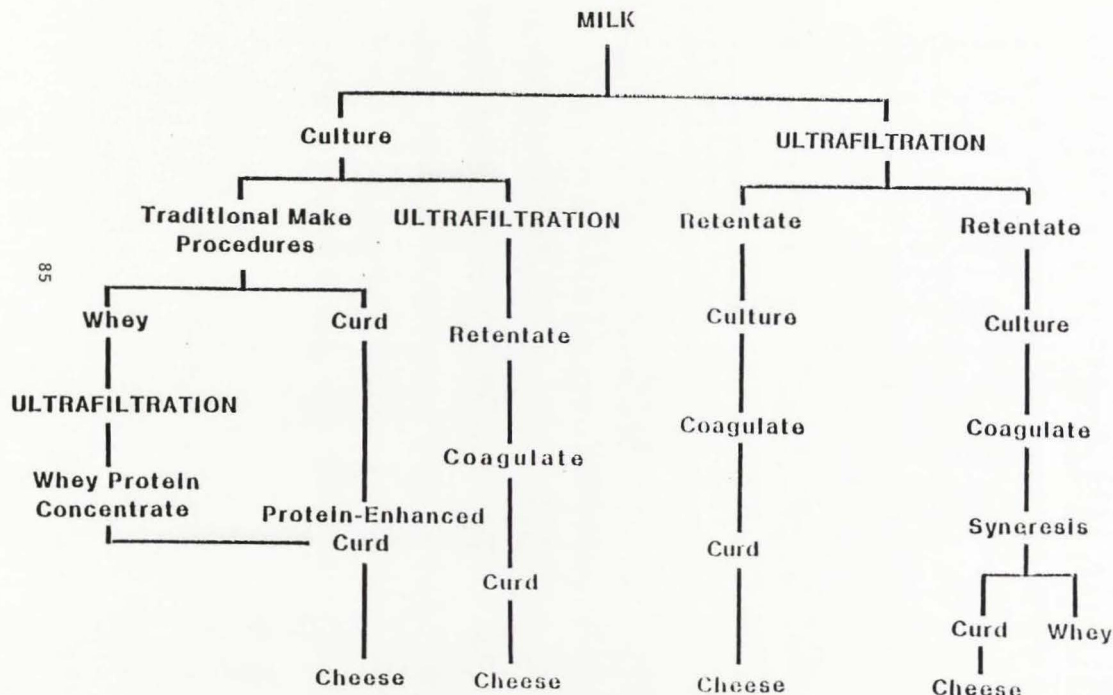 MILK
Culture
ULTRAFILTRATION
Traditional Make
Procedures
ULTRAFILTRATION
Retentate
Retentate
85
Whey
Curd
Retentate
Culture
Culture
ULTRAFILTRATION
Coagulate
Coagulate
Coagulate
Whey Protein
Concentrate
Protein-Enhanced
Curd
Syneresis
Curd
Curd
Curd
Whey
Cheese
Cheese
Cheese
Cheese